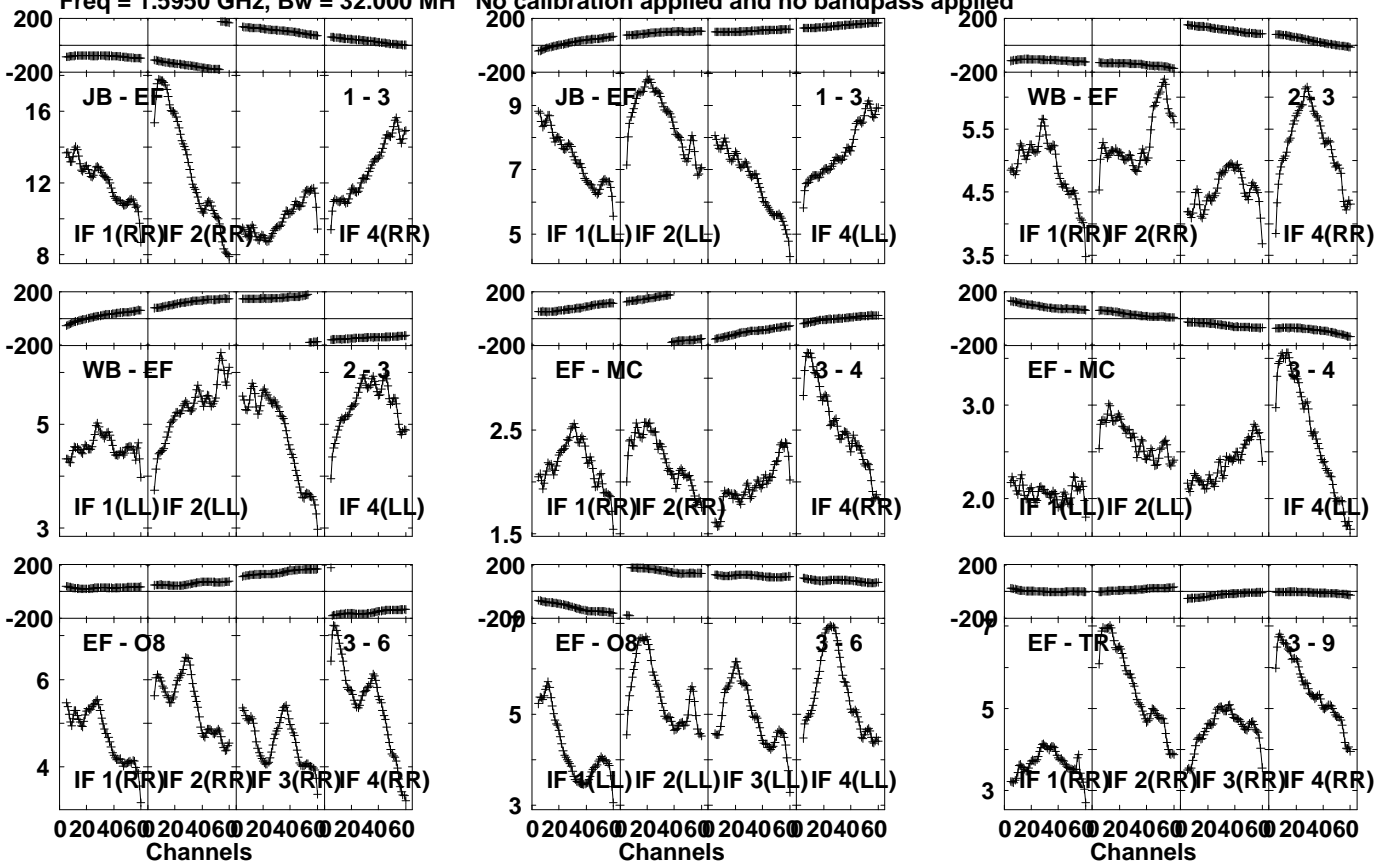 Freq = 1.5950 GHz, Bw = 32.000 MH No calibration applied and no bandpass applied
200
-200
16
12
8
JB - EF
1 - 3
IF 1(RR)
IF 2(RR)
IF 4(RR)
200
-200
9
7
5
JB - EF
1 - 3
IF 1(LL)
IF 2(LL)
IF 4(LL)
200
-200
5.5
4.5
3.5
WB - EF
2 - 3
IF 1(RR)
IF 2(RR)
IF 4(RR)
200
-200
5
3
WB - EF
2 - 3
IF 1(LL)
IF 2(LL)
IF 4(LL)
200
-200
2.5
1.5
EF - MC
3 - 4
IF 1(RR)
IF 2(RR)
IF 4(RR)
200
-200
3.0
2.0
EF - MC
3 - 4
IF 1(LL)
IF 2(LL)
IF 4(LL)
200
-200
6
4
EF - O8
3 - 6
IF 1(RR)
IF 2(RR)
IF 3(RR)
IF 4(RR)
0204060 0204060 0204060 0204060
Channels
200
-200
7
5
3
EF - O8
3 - 6
IF 1(LL)
IF 2(LL)
IF 3(LL)
IF 4(LL)
0204060 0204060 0204060 0204060
Channels
200
-200
7
5
3
EF - TR
3 - 9
IF 1(RR)
IF 2(RR)
IF 3(RR)
IF 4(RR)
0204060 0204060 0204060 0204060
Channels